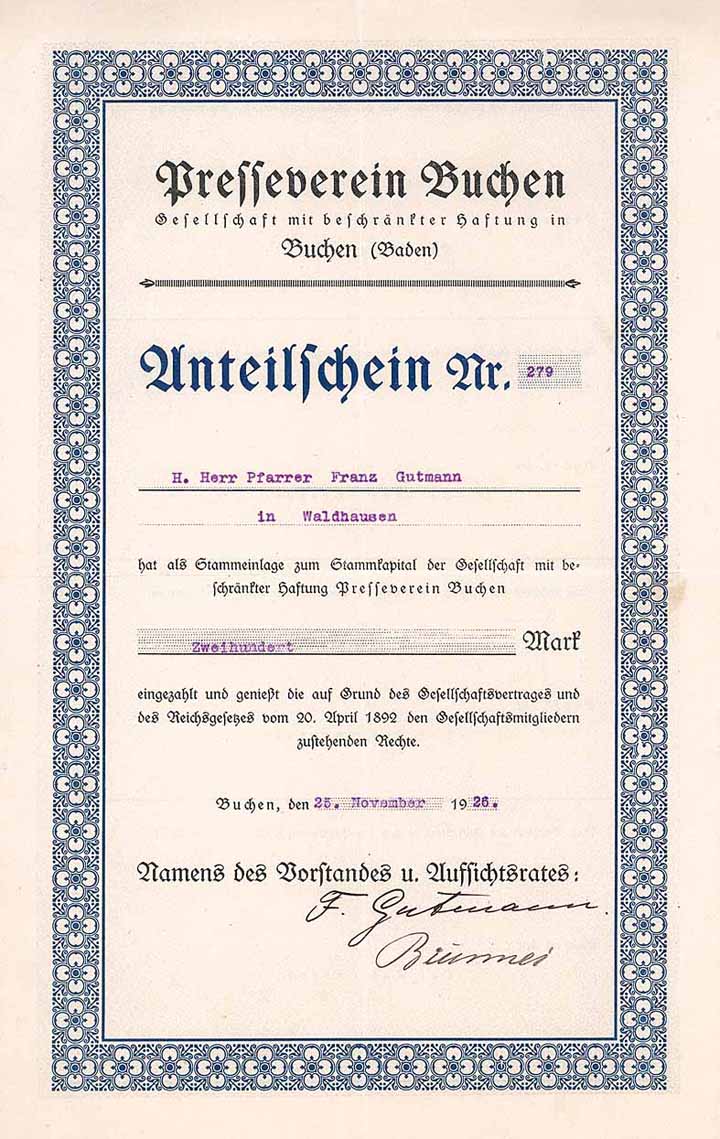 Presseverein Buchen
Gesellschaft mit beschränkter Haftung in
Buchen (Baden)
Anteilschein Nr. 279
H. Herr Pfarrer Franz Gutmann
in Waldhausen
hat als Stammeinlage zum Stammkapital der Gesellschaft mit be-
schränkter Haftung Presseverein Buchen
Zweihundert Mark
eingezahlt und genießt die auf Grund des Gesellschaftsvertrages und
des Reichsgesetzes vom 20. April 1892 den Gesellschaftsmitgliedern
zustehenden Rechte.
Buchen, den 25. November 1926.
Namens des Vorstandes u. Aufsichtsrates:
F. Gutmann.